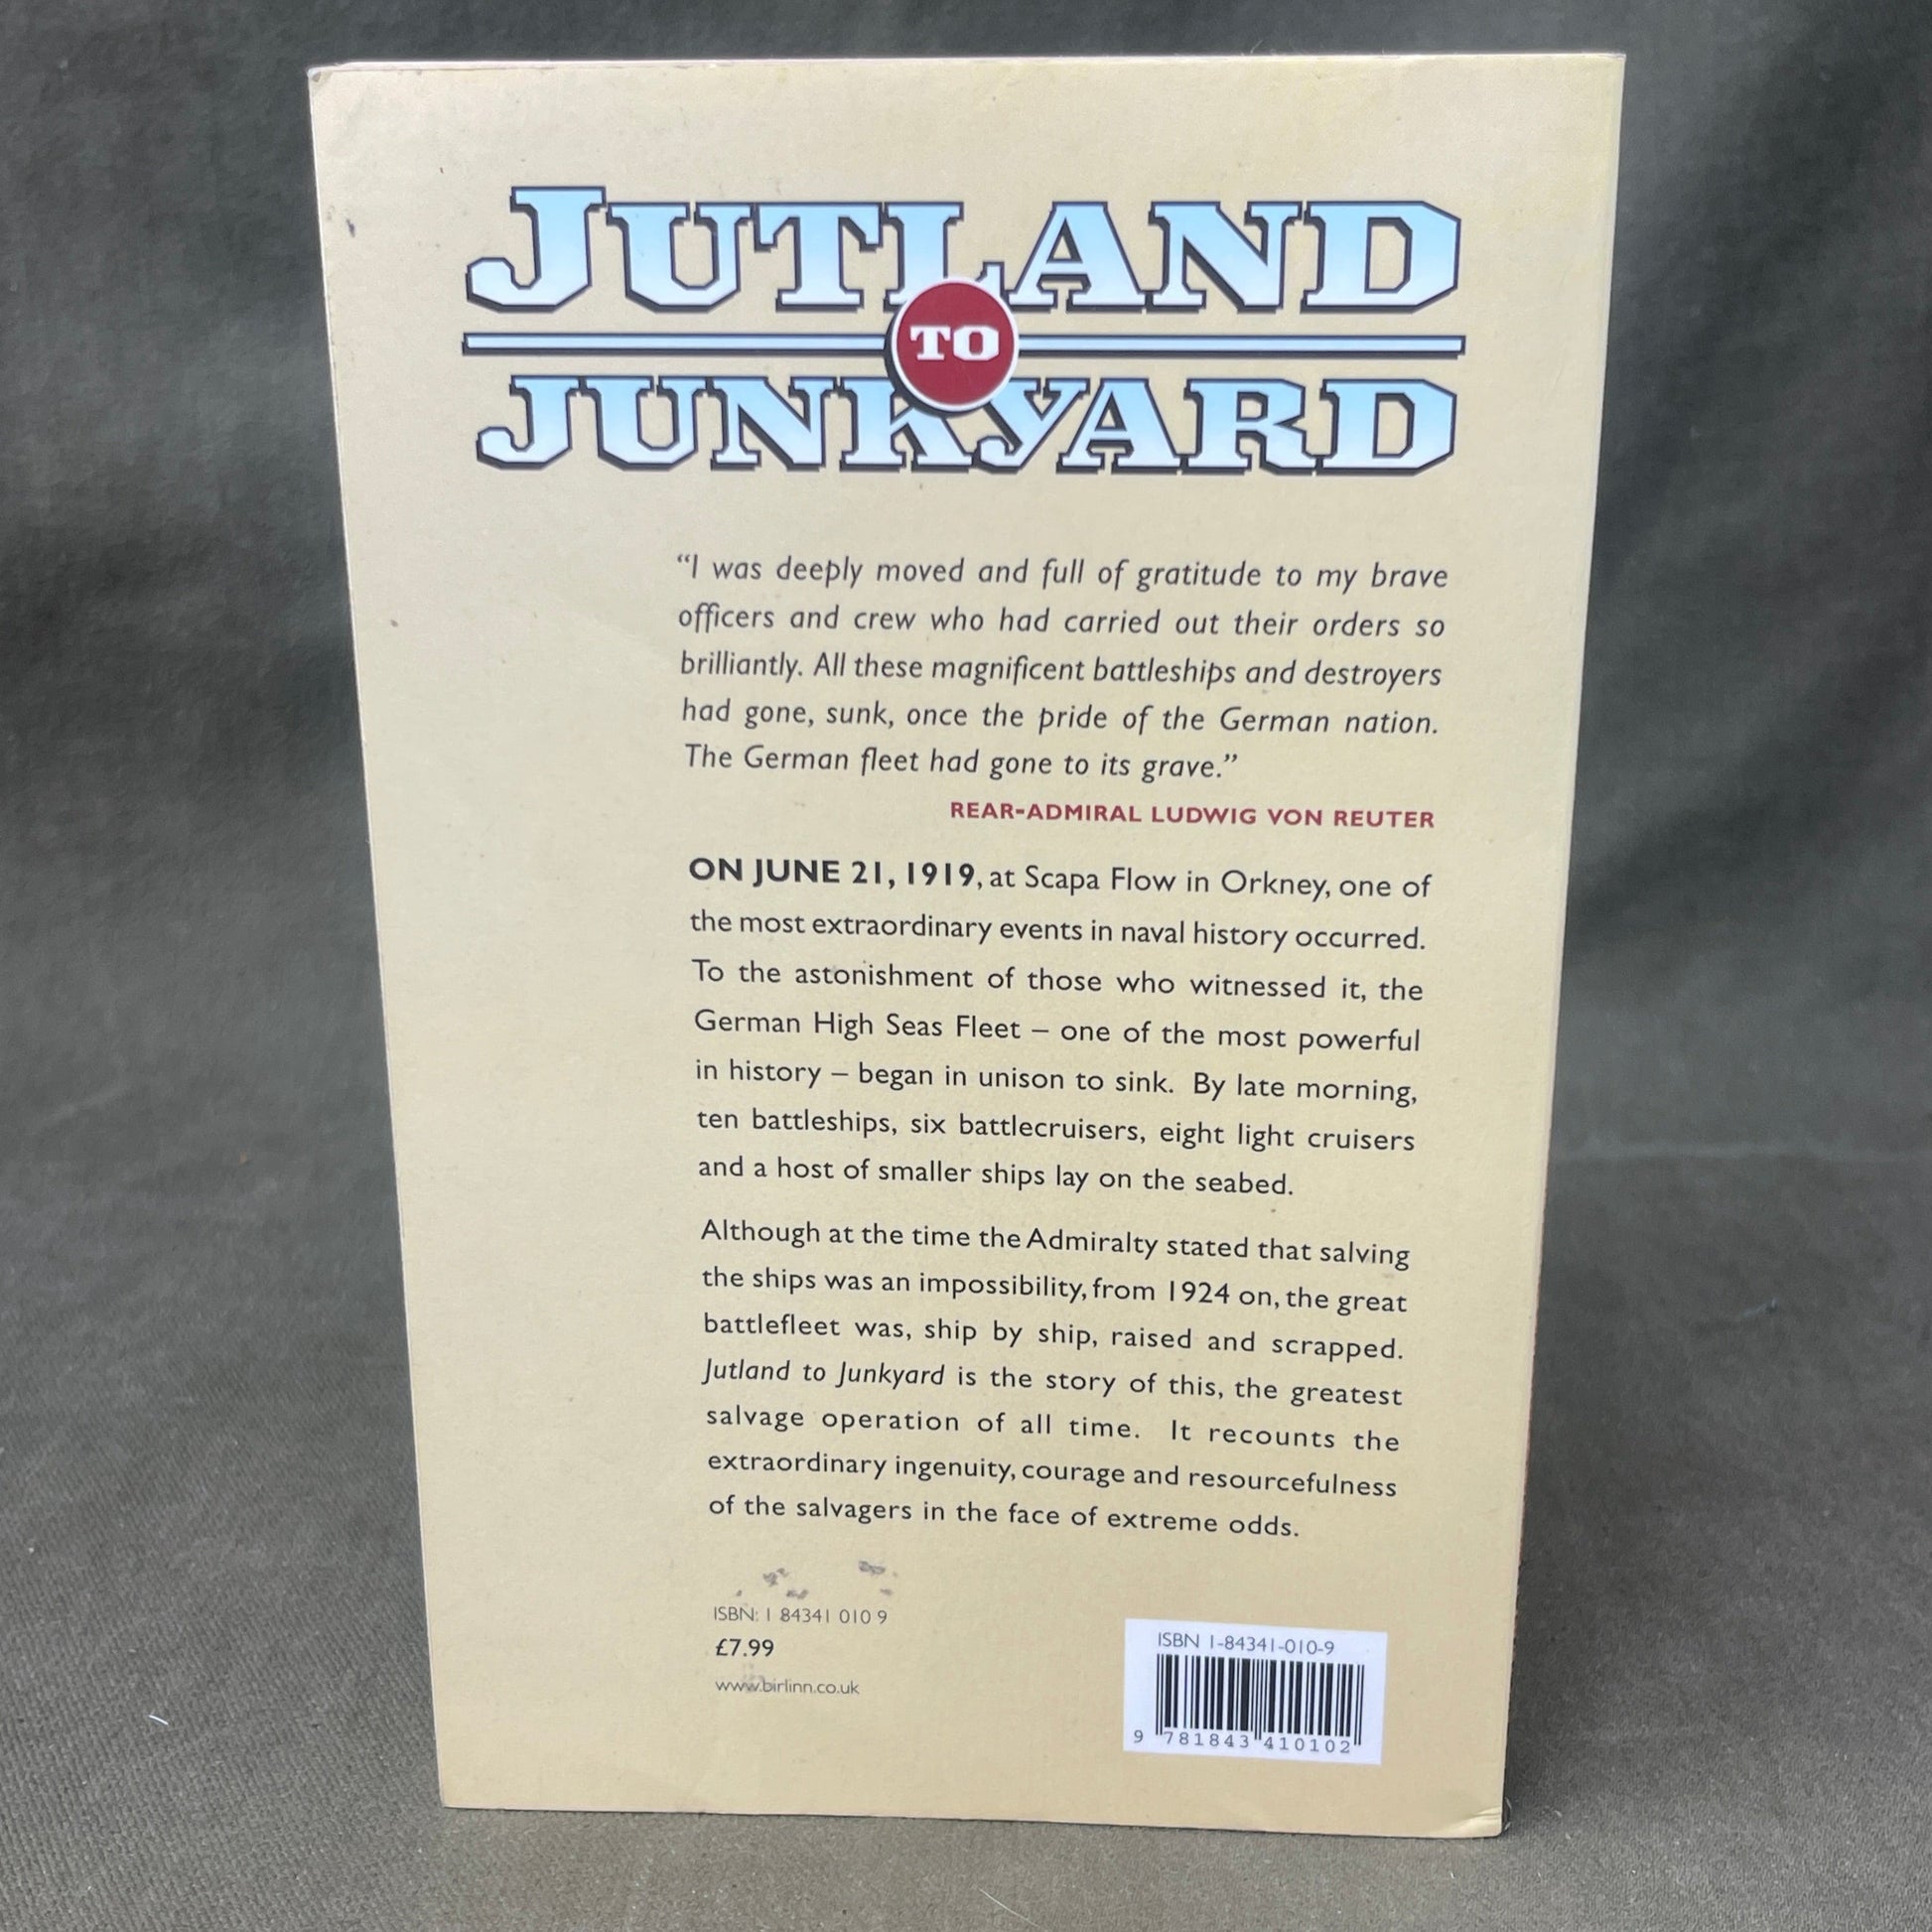 JUTLAND
TO
JUNKYARD
“I was deeply moved and full of gratitude to my brave
officers and crew who had carried out their orders so
brilliantly. All these magnificent battleships and destroyers
had gone, sunk, once the pride of the German nation.
The German fleet had gone to its grave.”
REAR-ADMIRAL LUDWIG VON REUTER
ON JUNE 21, 1919, at Scapa Flow in Orkney, one of
the most extraordinary events in naval history occurred.
To the astonishment of those who witnessed it, the
German High Seas Fleet – one of the most powerful
in history – began in unison to sink. By late morning,
ten battleships, six battlecruisers, eight light cruisers
and a host of smaller ships lay on the seabed.
Although at the time the Admiralty stated that salving
the ships was an impossibility, from 1924 on, the great
battlefleet was, ship by ship, raised and scrapped.
Jutland to Junkyard is the story of this, the greatest
salvage operation of all time. It recounts the
extraordinary ingenuity, courage and resourcefulness
of the salvagers in the face of extreme odds.
ISBN: 1 84341 010 9
£7.99
www.birlinn.co.uk
ISBN 1-84341-010-9
9 781843 410102